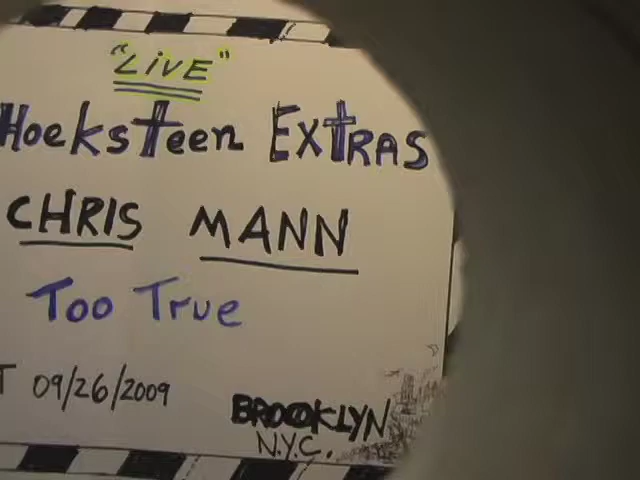 "LiVE"
Hoeksteen EXtRAS
CHRIS MANN
Too True
T 09/26/2009
BROOKLYN
N.Y.C.